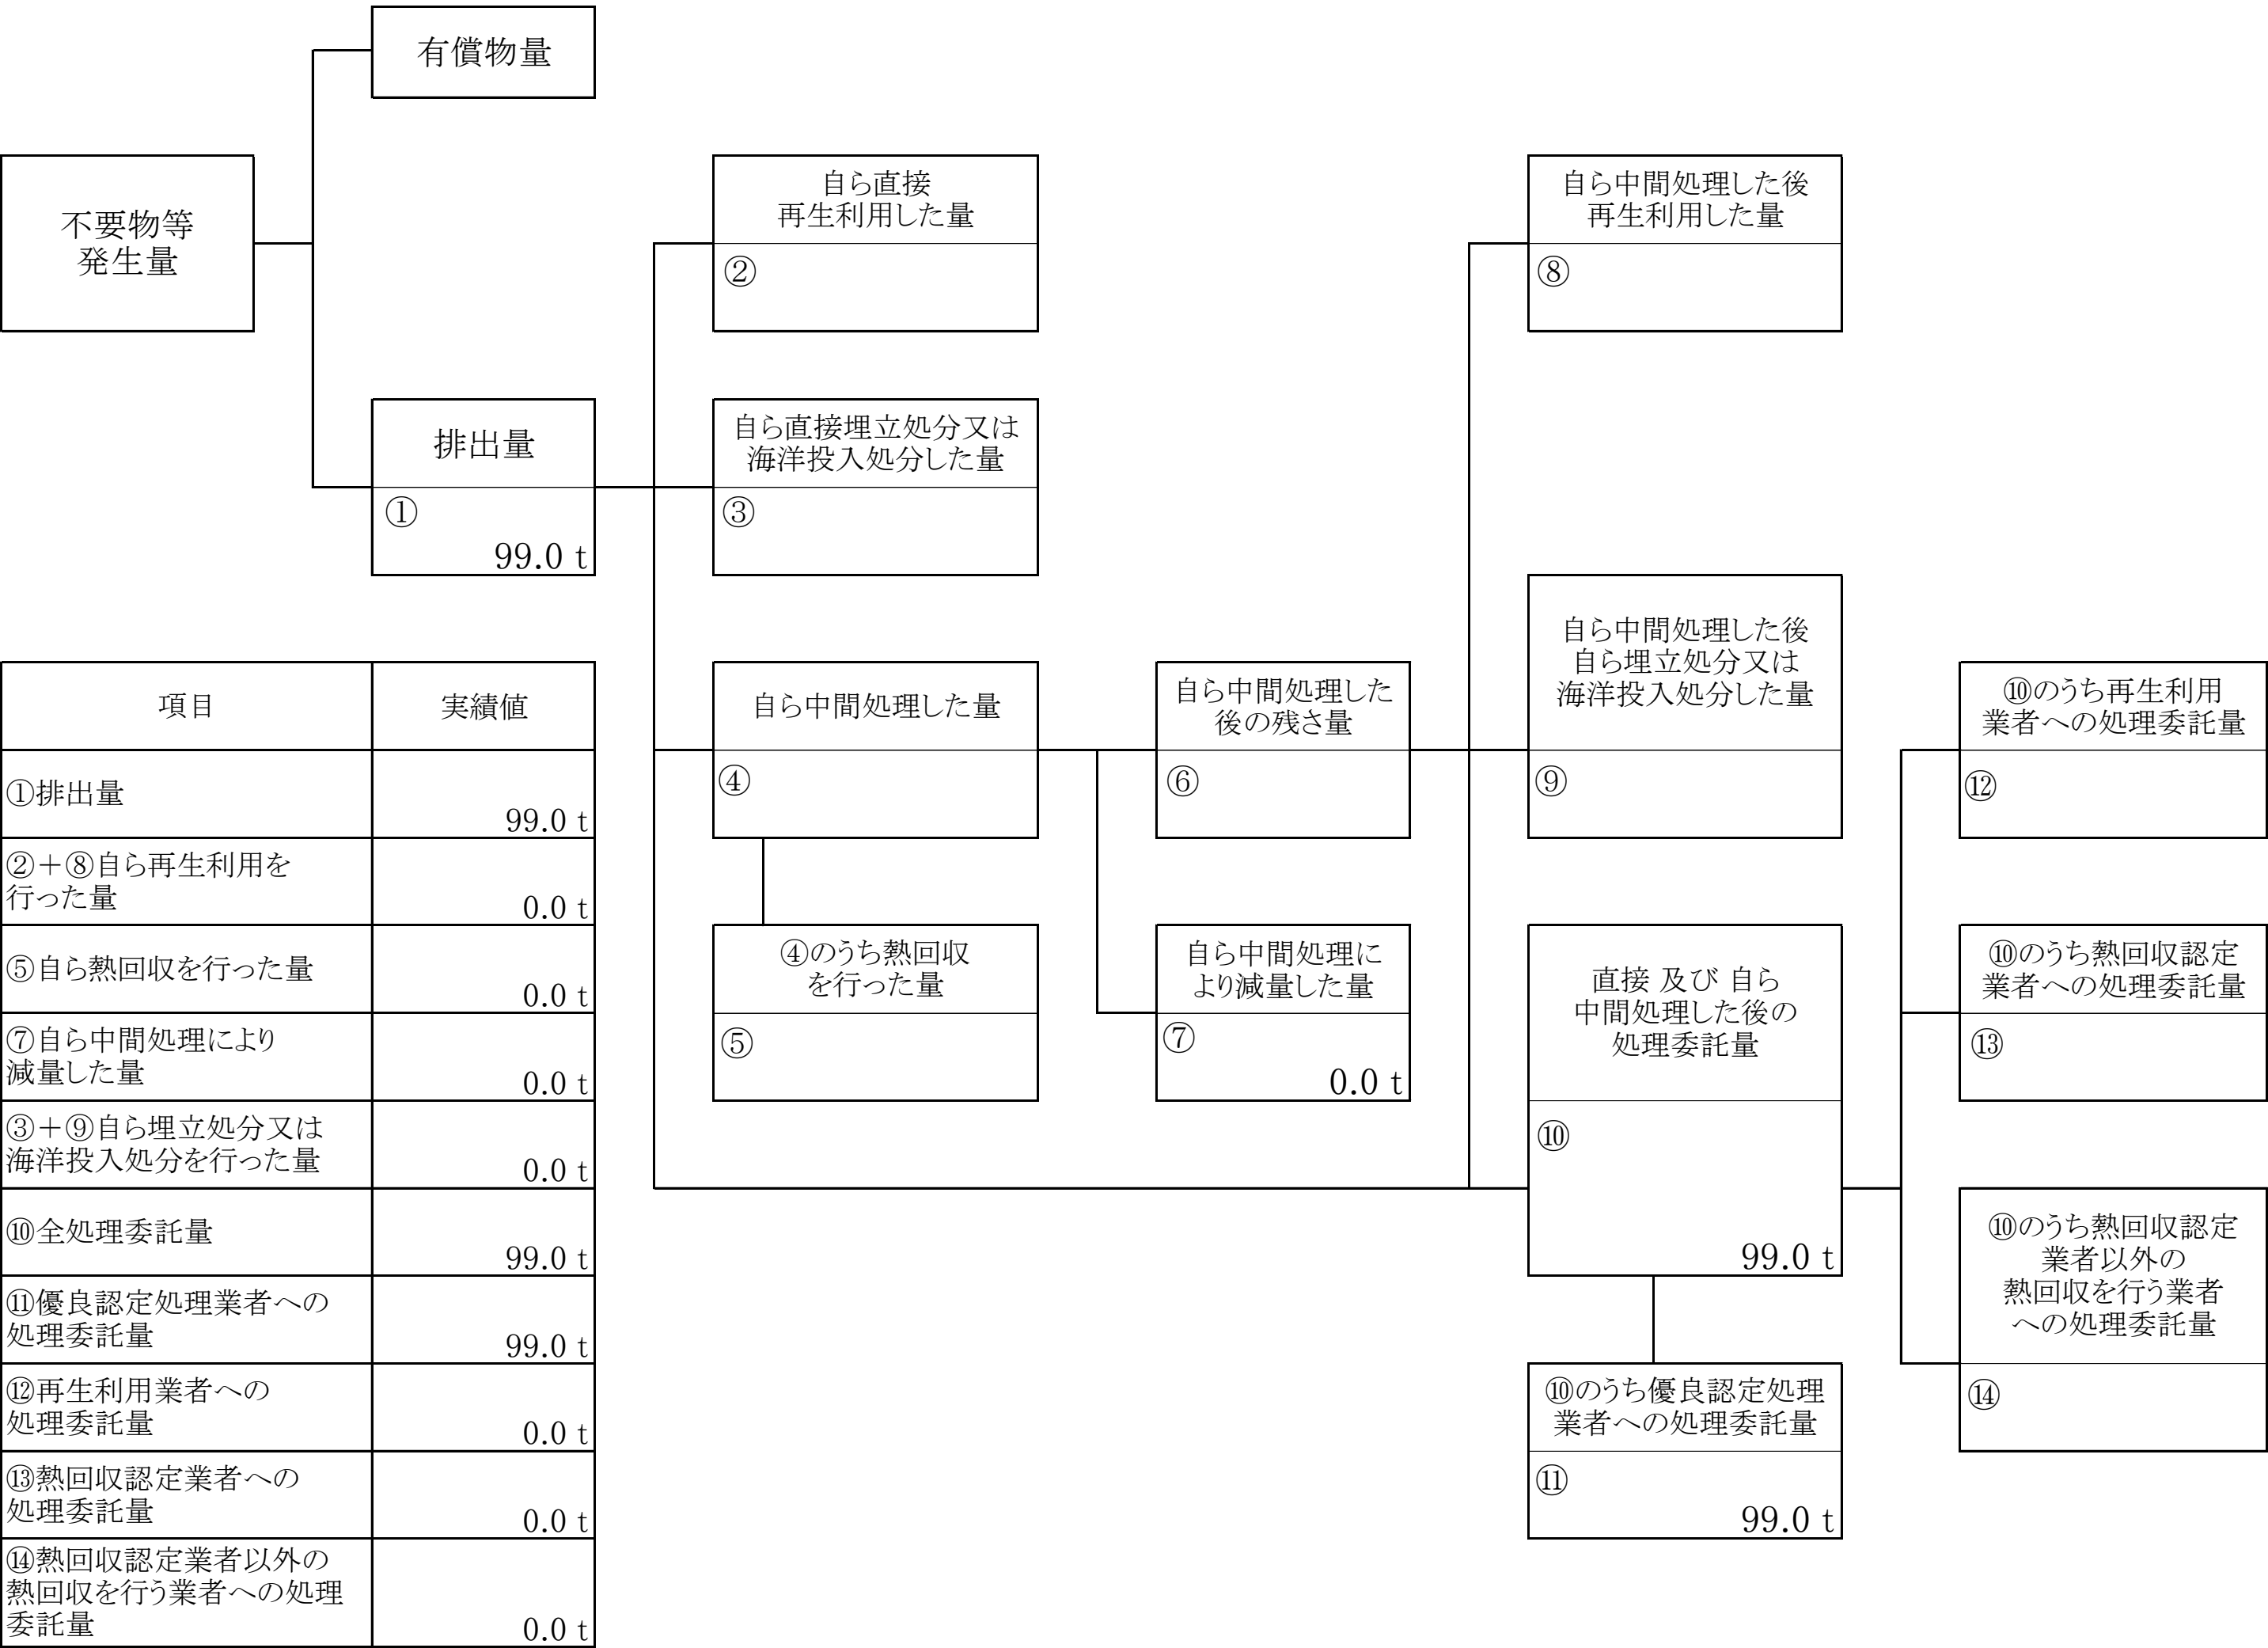 有償物量
不要物等
発生量
自ら直接
再生利用した量
②
自ら中間処理した後
再生利用した量
⑧
排出量
①
99.0 t
自ら直接埋立処分又は
海洋投入処分した量
③
自ら中間処理した量
④
自ら中間処理した
後の残さ量
⑥
自ら中間処理した後
自ら埋立処分又は
海洋投入処分した量
⑨
⑩のうち再生利用
業者への処理委託量
⑫
④のうち熱回収
を行った量
⑤
自ら中間処理に
より減量した量
⑦
0.0 t
直接 及び 自ら
中間処理した後の
処理委託量
⑩
99.0 t
⑩のうち熱回収認定
業者への処理委託量
⑬
⑩のうち熱回収認定
業者以外の
熱回収を行う業者
への処理委託量
⑭
⑩のうち優良認定処理
業者への処理委託量
⑪
99.0 t
項目 実績値
①排出量
99.0 t
②＋⑧自ら再生利用を
行った量
0.0 t
⑤自ら熱回収を行った量
0.0 t
⑦自ら中間処理により
減量した量
0.0 t
③＋⑨自ら埋立処分又は
海洋投入処分を行った量
0.0 t
⑩全処理委託量
99.0 t
⑪優良認定処理業者への
処理委託量
99.0 t
⑫再生利用業者への
処理委託量
0.0 t
⑬熱回収認定業者への
処理委託量
0.0 t
⑭熱回収認定業者以外の
熱回収を行う業者への処理
委託量
0.0 t